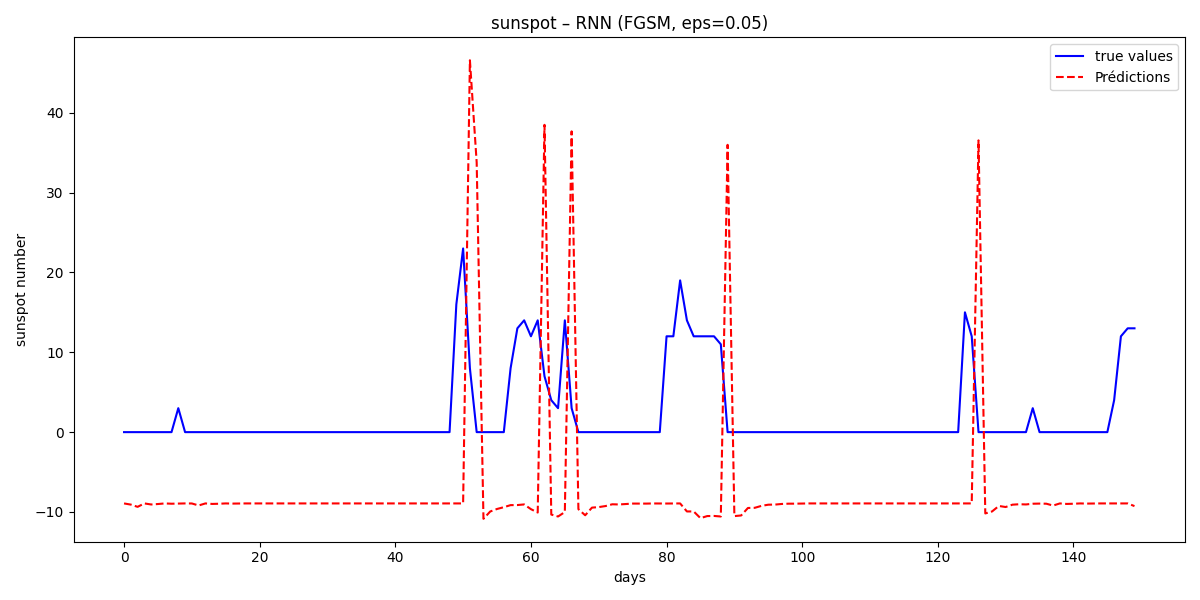 sunspot – RNN (FGSM, eps=0.05)
true values
Prédictions
sunspot number
40
30
20
10
0
−10
0
20
40
60
80
100
120
140
days